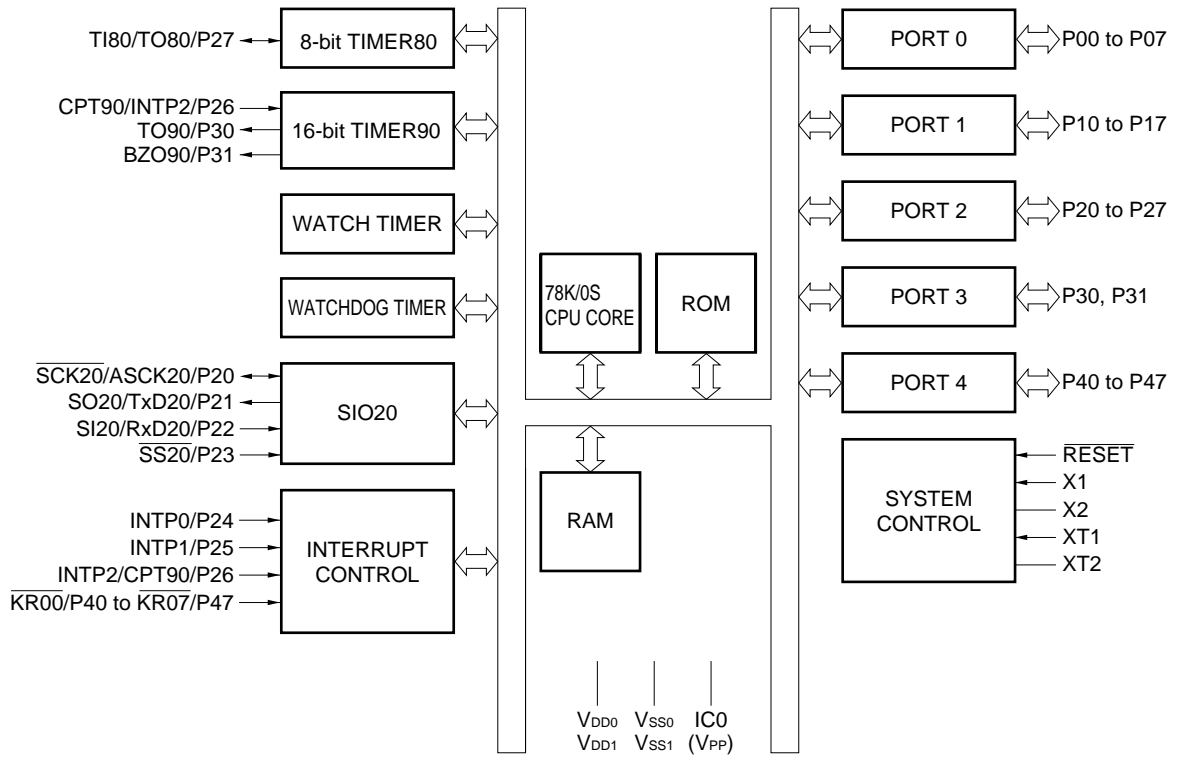 TI80/TO80/P27
8-bit TIMER80
CPT90/INTP2/P26
TO90/P30
BZO90/P31
16-bit TIMER90
WATCH TIMER
WATCHDOG TIMER
SCK20/ASCK20/P20
SO20/TxD20/P21
SI20/RxD20/P22
SS20/P23
SIO20
INTP0/P24
INTP1/P25
INTP2/CPT90/P26
KR00/P40 to KR07/P47
INTERRUPT
CONTROL
78K/0S
CPU CORE
ROM
RAM
VDD0
VDD1
VSS0
VSS1
IC0
(VPP)
PORT 0
P00 to P07
PORT 1
P10 to P17
PORT 2
P20 to P27
PORT 3
P30, P31
PORT 4
P40 to P47
SYSTEM
CONTROL
RESET
X1
X2
XT1
XT2